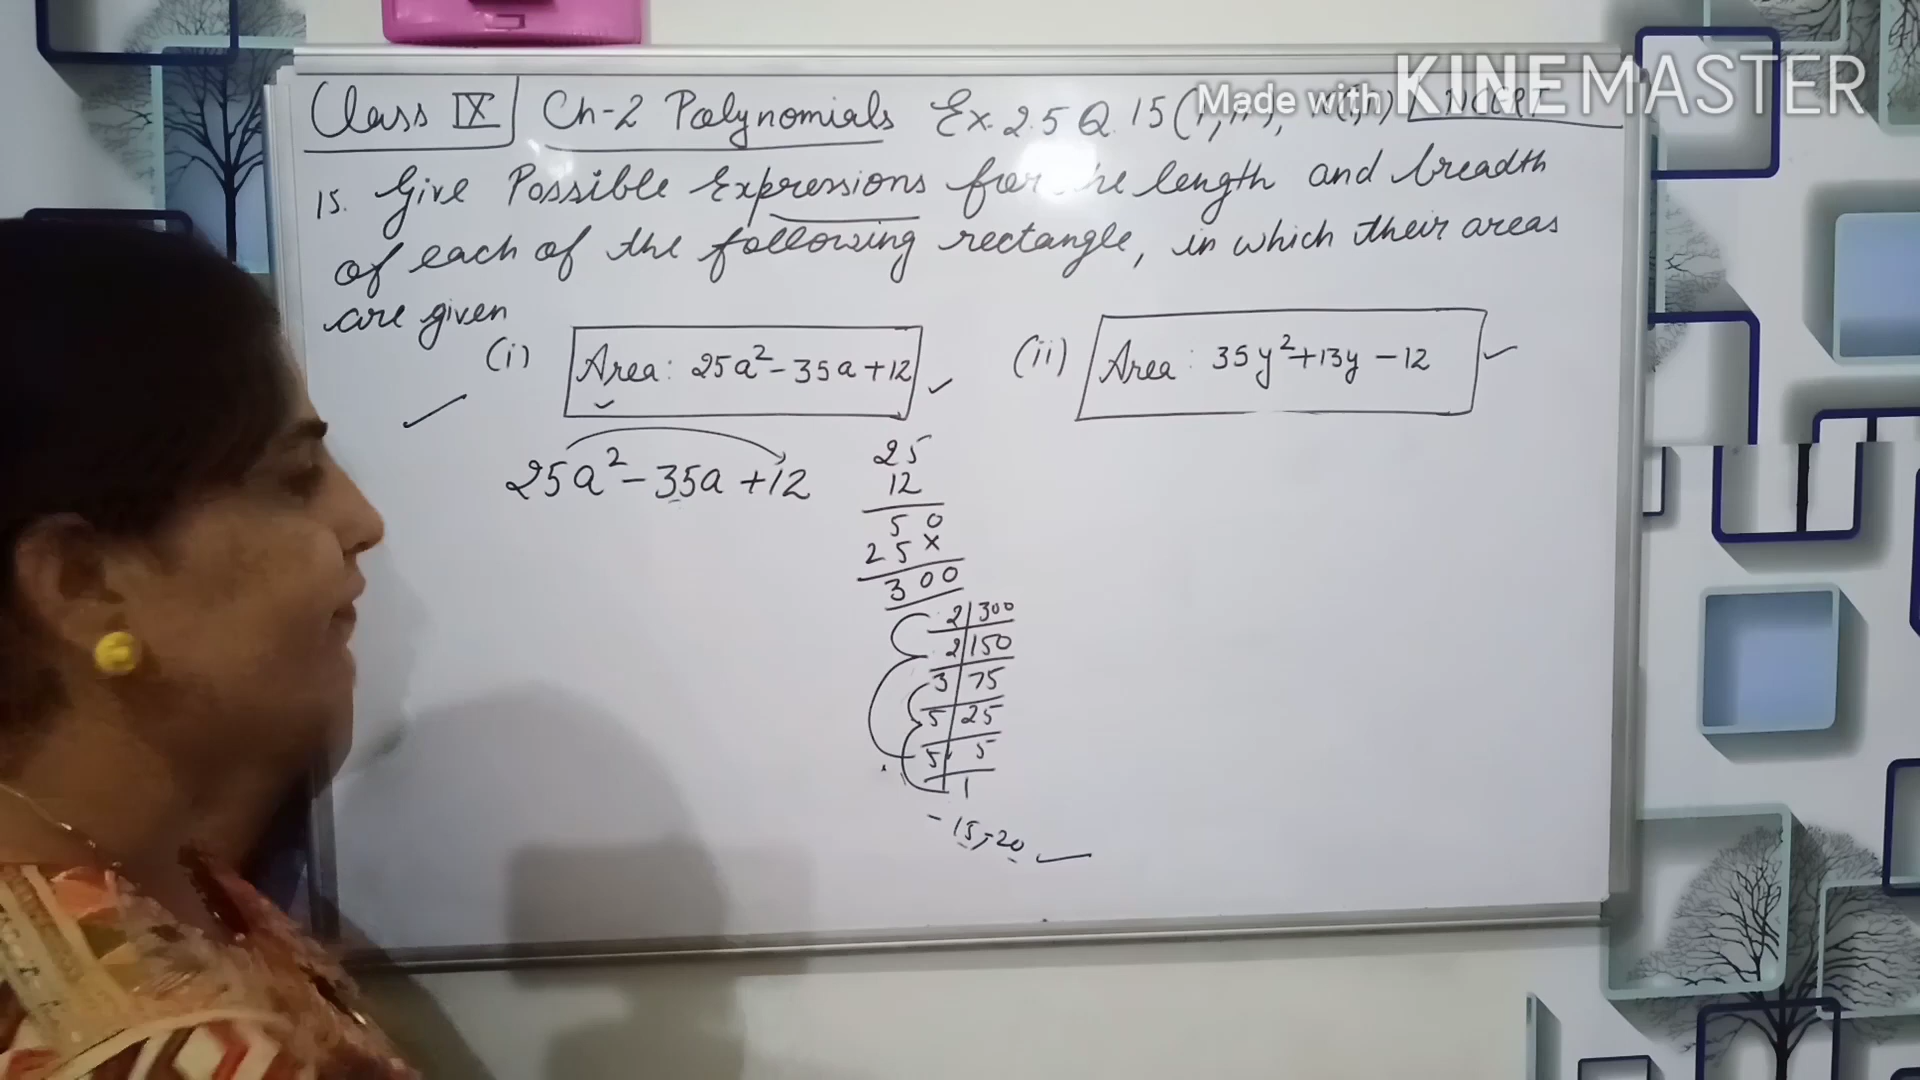 Made with KINEMASTER
Class IX Ch-2 Polynomials Ex. 2.5 Q. 15 (i, ii), NCERT
15. Give Possible Expressions for the length and breadth
of each of the following rectangle, in which their areas
are given
(i) Area: 25a²-35a+12 (ii) Area: 35y²+13y-12
25a²-35a+12
25
12
50
25x
300
2|300
2|150
3|75
5|25
5|5
1
-15,-20